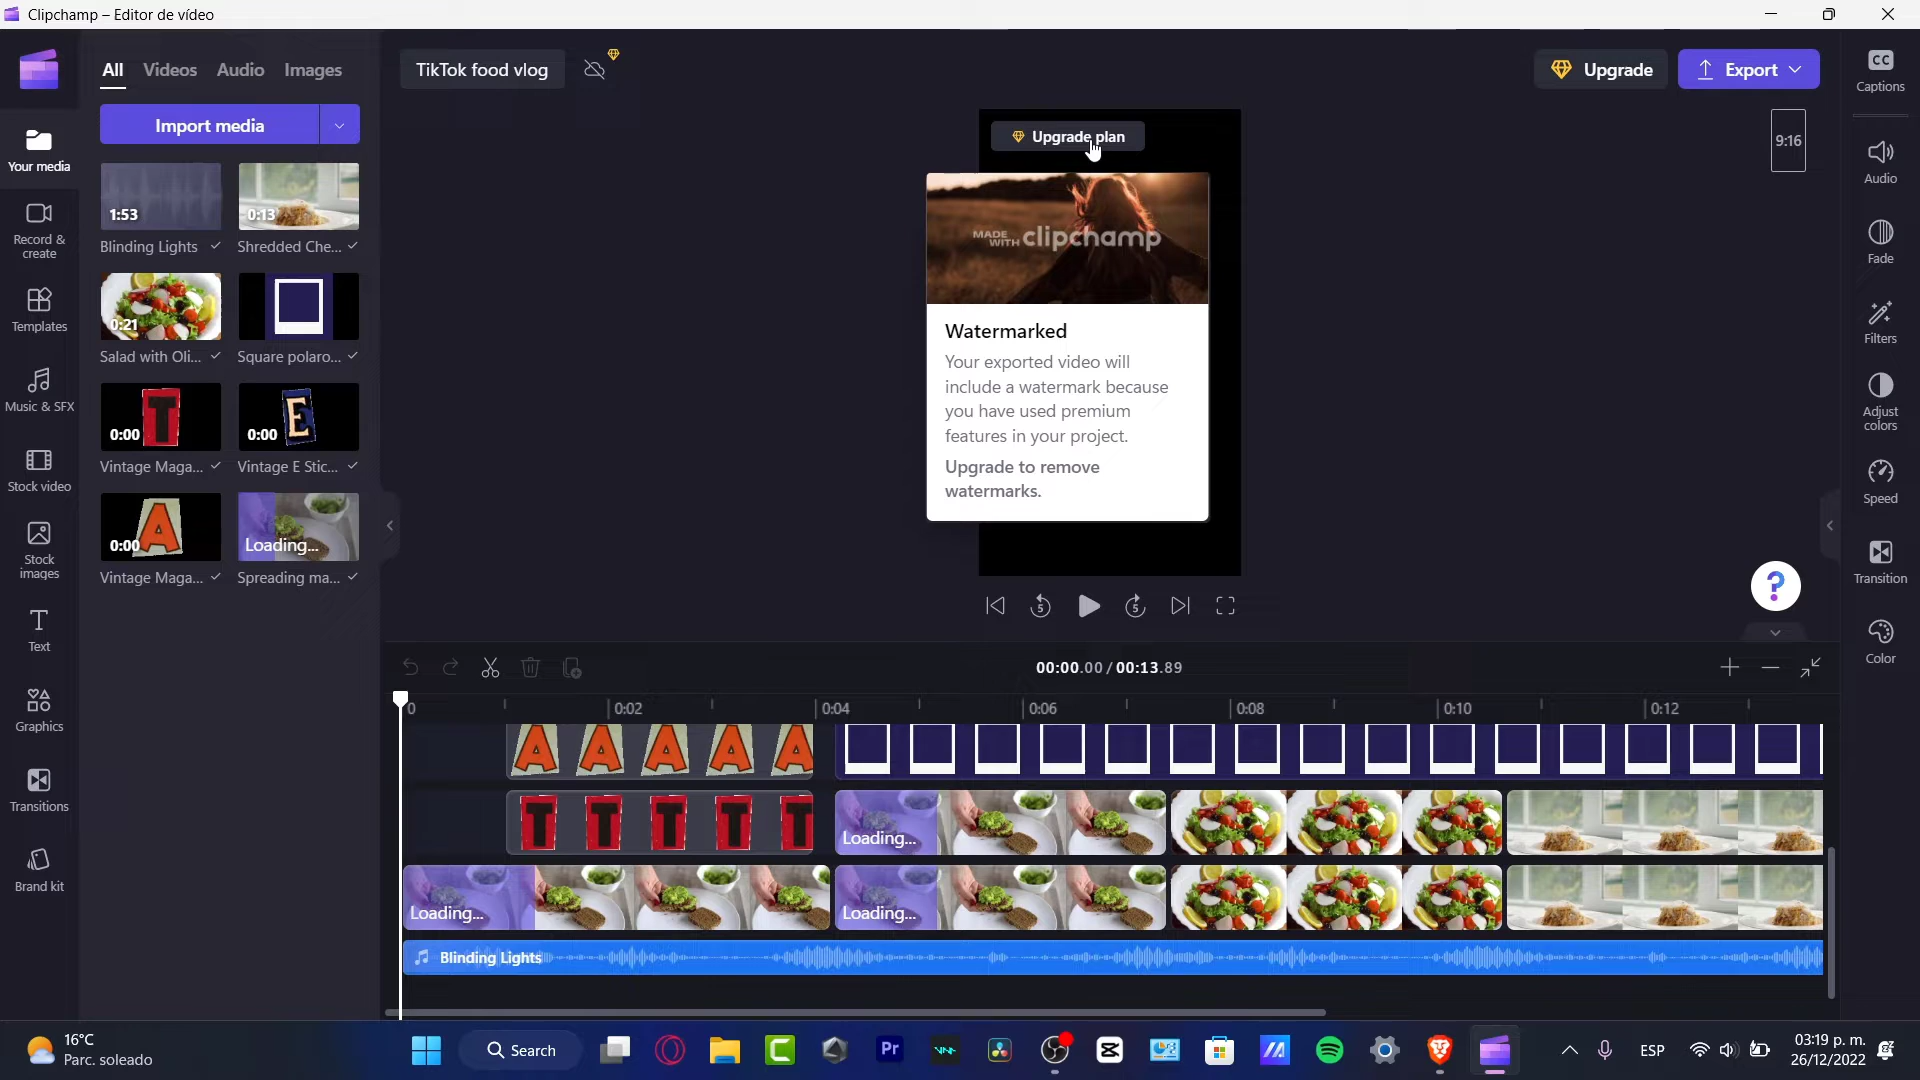 Clipchamp – Editor de vídeo
All Videos Audio Images
TikTok food vlog
Upgrade
Export
CC
Captions
Import media
Upgrade plan
9:16
Your media
1:53
Blinding Lights
0:13
Shredded Che...
Audio
MADE WITH clipchamp
Record &
create
Fade
0:21
Salad with Oli...
Square polaro...
Templates
Watermarked
Your exported video will
include a watermark because
you have used premium
features in your project.
Upgrade to remove
watermarks.
Filters
Music & SFX
T
0:00
Vintage Maga...
E
0:00
Vintage E Stic...
Adjust
colors
Stock video
Speed
A
0:00
Vintage Maga...
Loading...
Spreading ma...
Stock
images
Transition
?
5
5
Text
Color
00:00.00 / 00:13.89
Graphics
0
0:02
0:04
0:06
0:08
0:10
0:12
A A A A A
Transitions
T T T T T
Loading...
Brand kit
Loading...
Loading...
Blinding Lights
16°C
Parc. soleado
Search
Pr
ESP
03:19 p. m.
26/12/2022